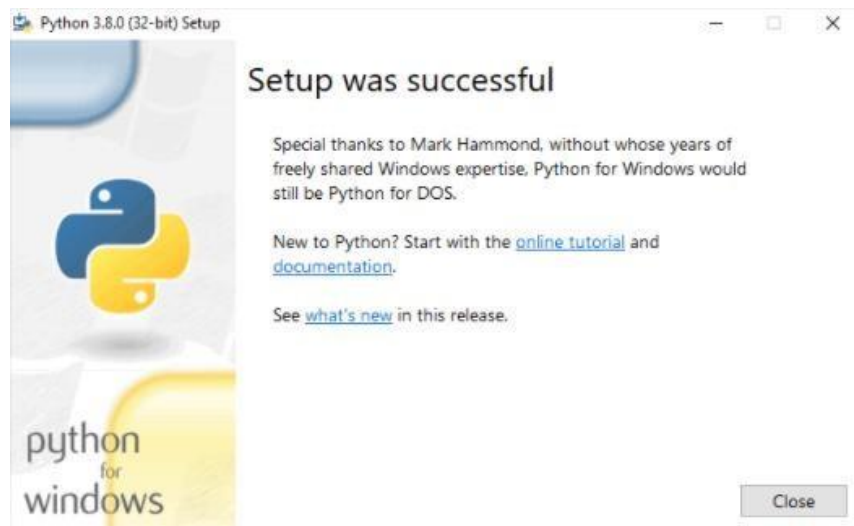 Python 3.8.0 (32-bit) Setup
Setup was successful
Special thanks to Mark Hammond, without whose years of
freely shared Windows expertise, Python for Windows would
still be Python for DOS.
New to Python? Start with the online tutorial and
documentation.
See what's new in this release.
python
for
windows
Close